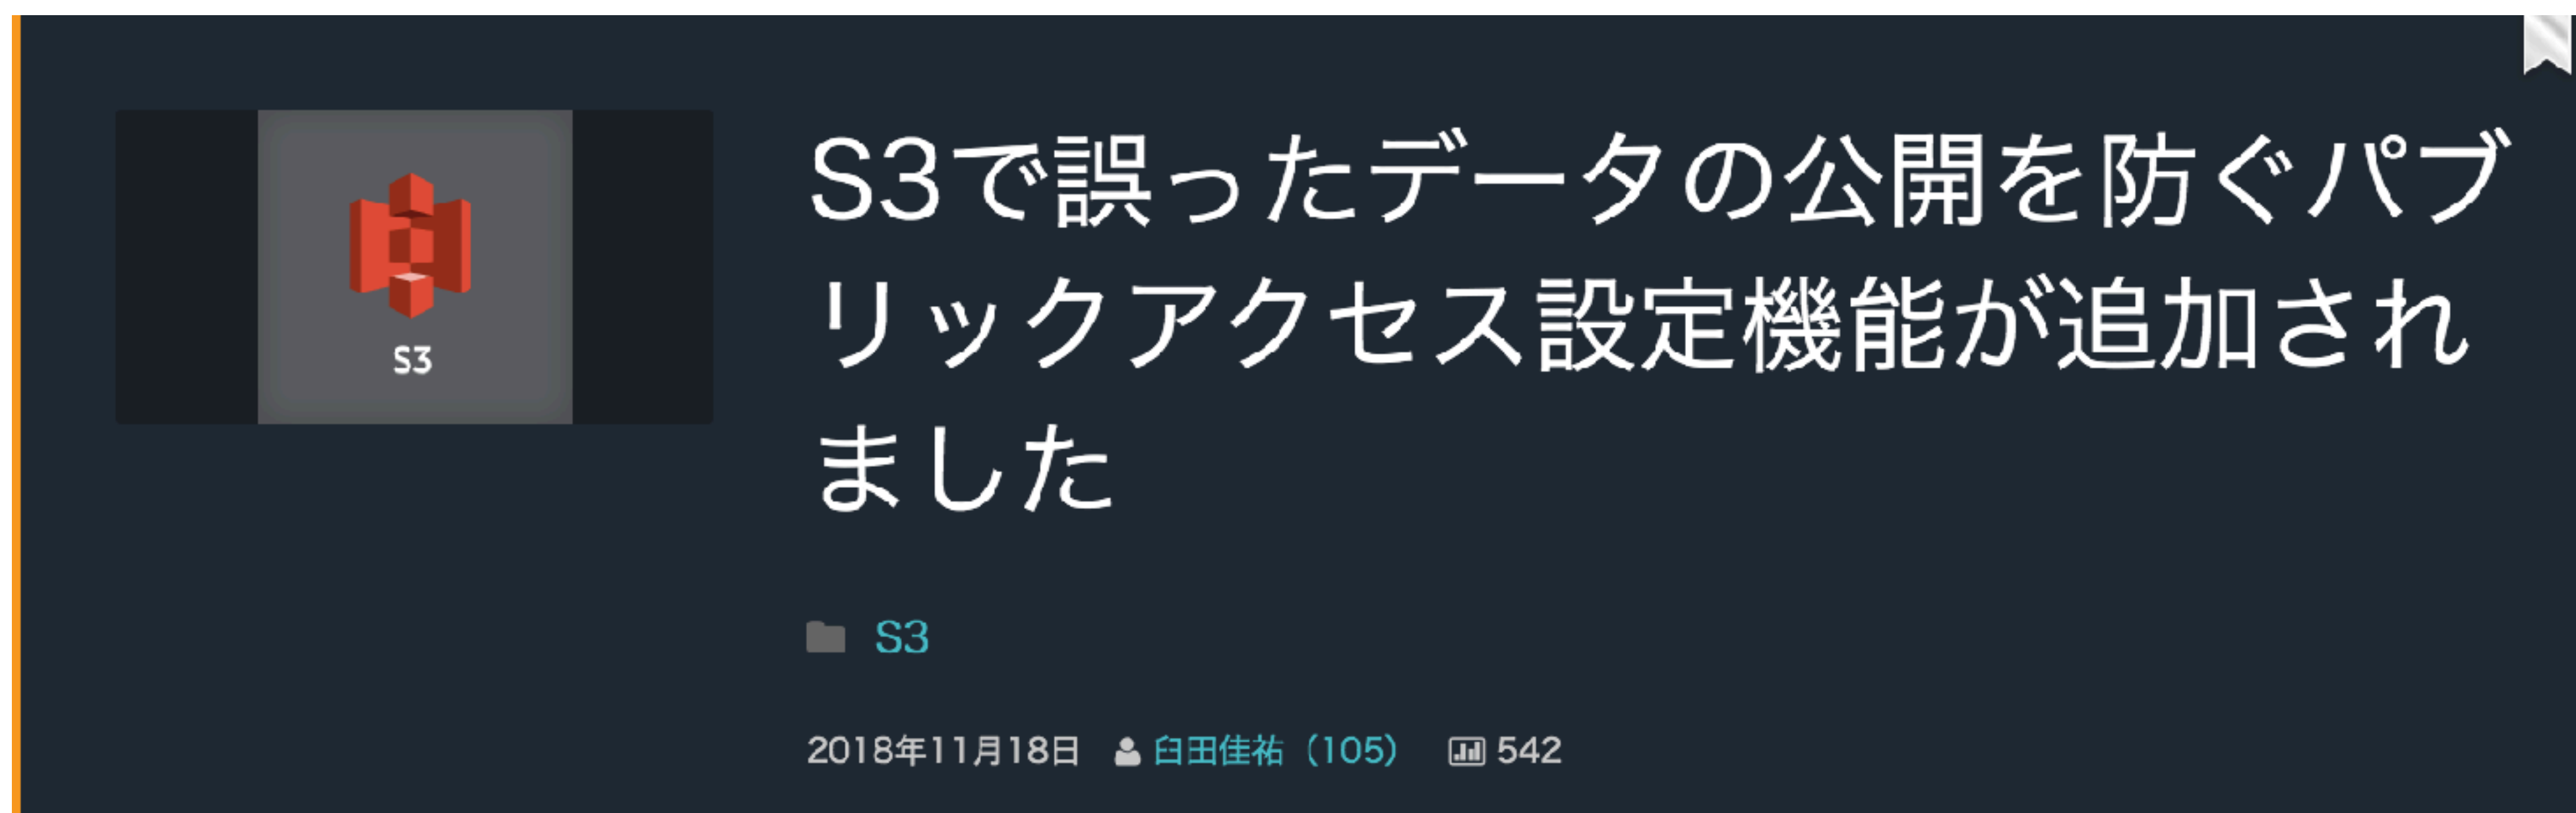 S3
S3で誤ったデータの公開を防ぐパブ
リックアクセス設定機能が追加され
ました
S3
2018年11月18日 臼田佳祐（105） 542